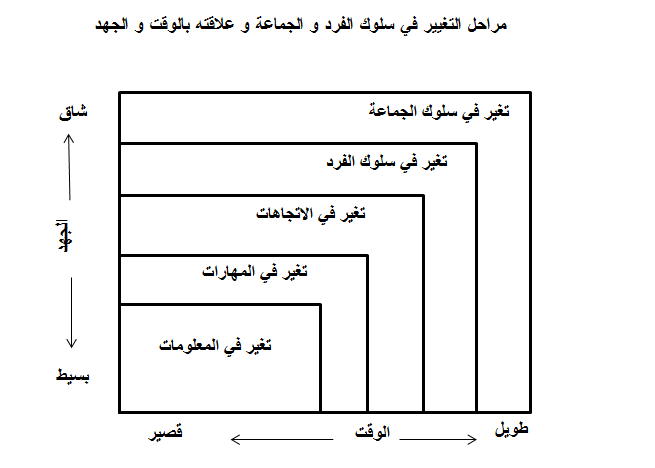 مراحل التغيير في سلوك الفرد و الجماعة و علاقته بالوقت و الجهد
شاق
تغير في سلوك الجماعة
تغير في سلوك الفرد
تغير في الاتجاهات
الجهد
تغير في المهارات
تغير في المعلومات
بسيط
طويل
الوقت
قصير